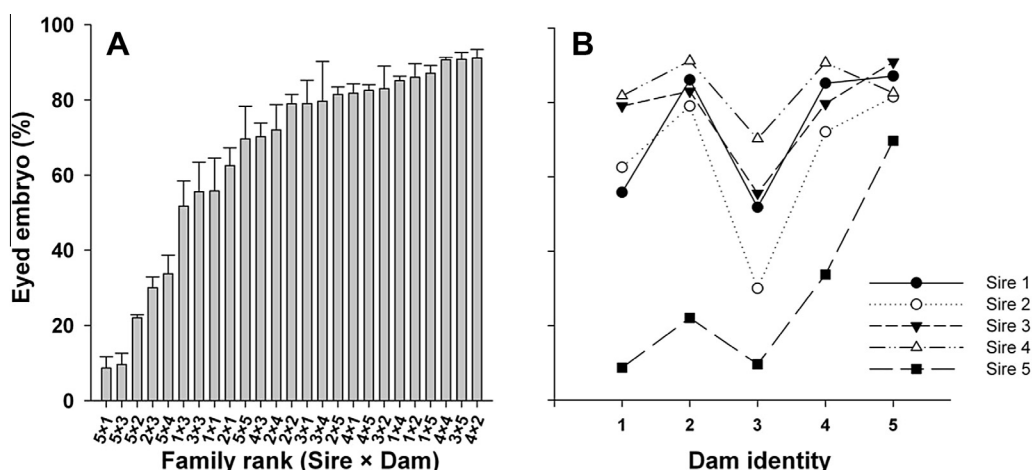 A
B
100
80
60
40
20
0
Eyed embryo (%)
5×1 5×3 5×2 2×3 5×4 1×3 3×3 1×1 2×1 5×5 4×3 2×4 2×2 3×1 3×4 2×5 4×1 4×5 3×2 1×4 1×2 1×5 4×4 3×5 4×2
Family rank (Sire × Dam)
Sire 1
Sire 2
Sire 3
Sire 4
Sire 5
1 2 3 4 5
Dam identity